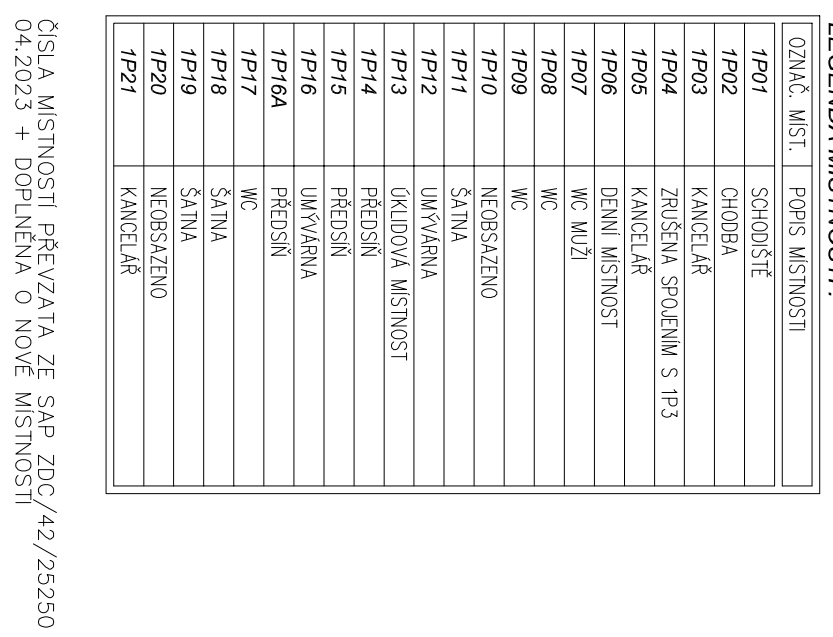 LEGENDA MÍSTNOSTÍ:
OZNAČ. MÍST. POPIS MÍSTNOSTI
1P01 SCHODIŠTĚ
1P02 CHODBA
1P03 KANCELÁŘ
1P04 ZRUŠENA SPOJENÍM S 1P3
1P05 KANCELÁŘ
1P06 DENNÍ MÍSTNOST
1P07 WC MUŽI
1P08 WC
1P09 WC
1P10 NEOBSAZENO
1P11 ŠATNA
1P12 UMÝVÁRNA
1P13 ÚKLIDOVÁ MÍSTNOST
1P14 PŘEDSÍŇ
1P15 PŘEDSÍŇ
1P16 UMÝVÁRNA
1P16A PŘEDSÍŇ
1P17 WC
1P18 ŠATNA
1P19 ŠATNA
1P20 NEOBSAZENO
1P21 KANCELÁŘ
ČÍSLA MÍSTNOSTÍ PŘEVZATA ZE SAP ZDC/42/25250
04.2023 + DOPLNĚNA O NOVÉ MÍSTNOSTI